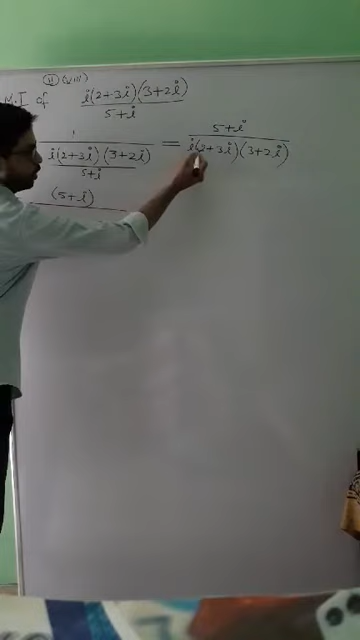 11 (viii)
M.I of i(2+3i)(3+2i)
5+i
1 5+i
i(2+3i)(3+2i) = i(2+3i)(3+2i)
5+i
(5+i)